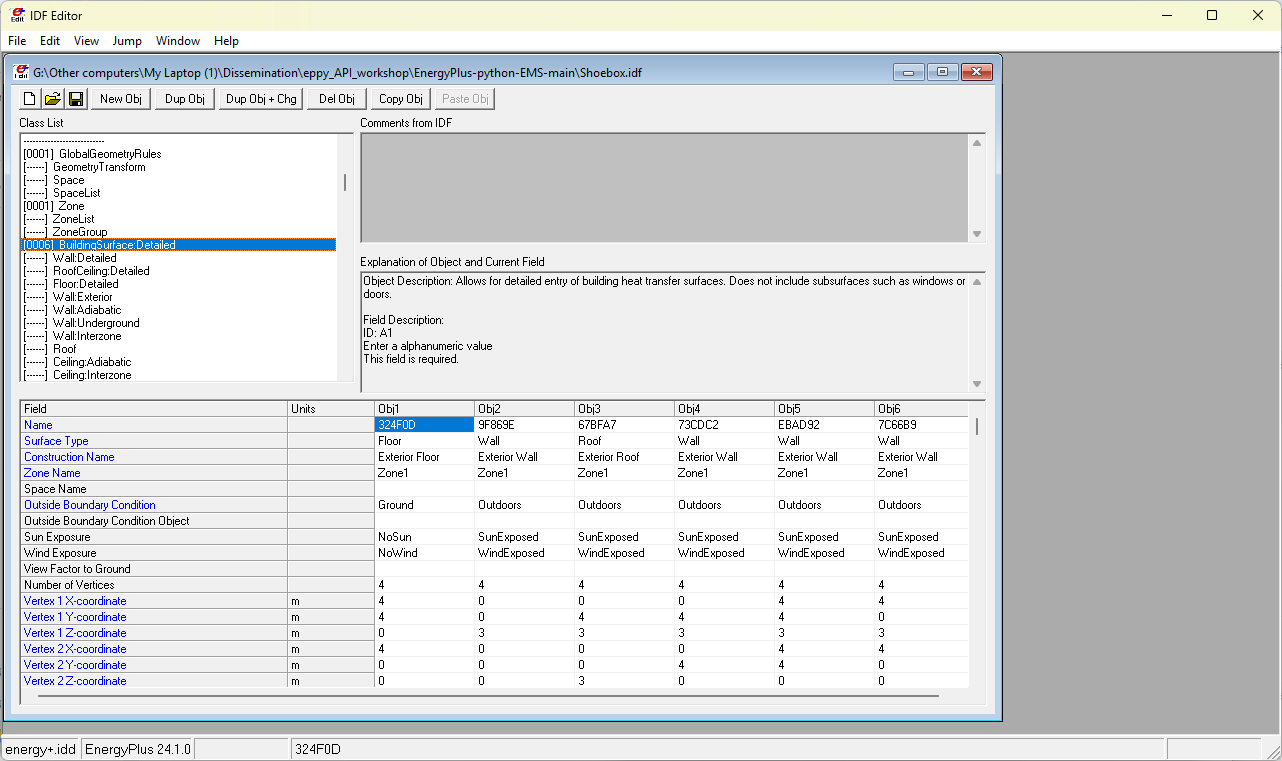 IDF Editor
File Edit View Jump Window Help
G:\Other computers\My Laptop (1)\Dissemination\eppy_API_workshop\EnergyPlus-python-EMS-main\Shoebox.idf
New Obj Dup Obj Dup Obj + Chg Del Obj Copy Obj Paste Obj
Class List
---------------------------
[0001] GlobalGeometryRules
[------] GeometryTransform
[------] Space
[------] SpaceList
[0001] Zone
[------] ZoneList
[------] ZoneGroup
[0006] BuildingSurface:Detailed
[------] Wall:Detailed
[------] RoofCeiling:Detailed
[------] Floor:Detailed
[------] Wall:Exterior
[------] Wall:Adiabatic
[------] Wall:Underground
[------] Wall:Interzone
[------] Roof
[------] Ceiling:Adiabatic
[------] Ceiling:Interzone
Comments from IDF
Explanation of Object and Current Field
Object Description: Allows for detailed entry of building heat transfer surfaces. Does not include subsurfaces such as windows or
doors.
Field Description:
ID: A1
Enter a alphanumeric value
This field is required.
Field Units Obj1 Obj2 Obj3 Obj4 Obj5 Obj6
Name 324F0D 9F869E 67BFA7 73CDC2 EBAD92 7C66B9
Surface Type Floor Wall Roof Wall Wall Wall
Construction Name Exterior Floor Exterior Wall Exterior Roof Exterior Wall Exterior Wall Exterior Wall
Zone Name Zone1 Zone1 Zone1 Zone1 Zone1 Zone1
Space Name
Outside Boundary Condition Ground Outdoors Outdoors Outdoors Outdoors Outdoors
Outside Boundary Condition Object
Sun Exposure NoSun SunExposed SunExposed SunExposed SunExposed SunExposed
Wind Exposure NoWind WindExposed WindExposed WindExposed WindExposed WindExposed
View Factor to Ground
Number of Vertices 4 4 4 4 4 4
Vertex 1 X-coordinate m 4 0 0 0 4 4
Vertex 1 Y-coordinate m 4 0 4 4 4 0
Vertex 1 Z-coordinate m 0 3 3 3 3 3
Vertex 2 X-coordinate m 4 0 0 0 4 4
Vertex 2 Y-coordinate m 0 0 0 4 4 0
Vertex 2 Z-coordinate m 0 0 3 0 0 0
energy+.idd EnergyPlus 24.1.0 324F0D